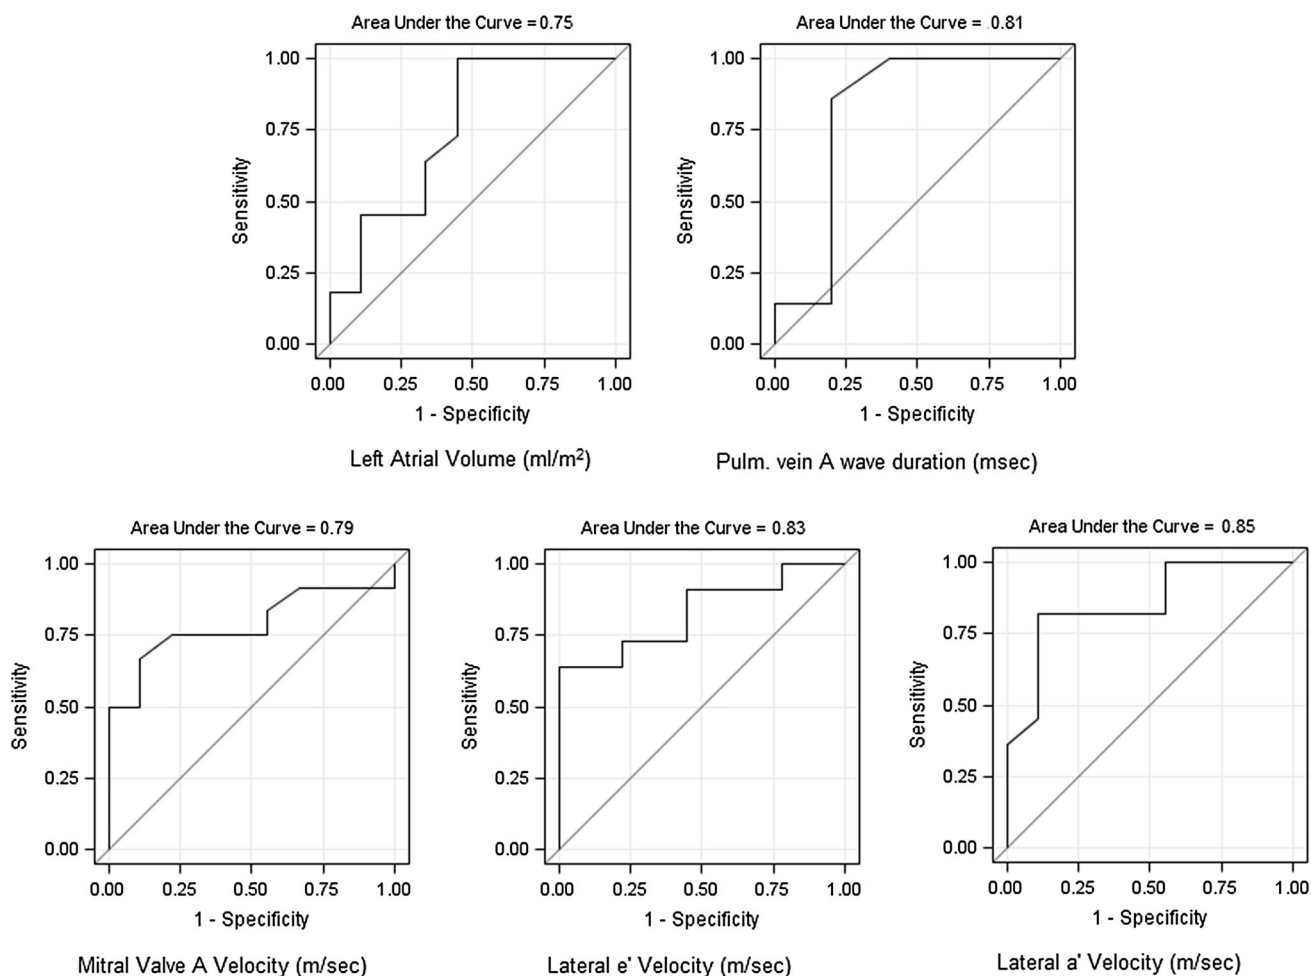 Area Under the Curve = 0.75
1.00
0.75
0.50
0.25
0.00
Sensitivity
0.00 0.25 0.50 0.75 1.00
1 - Specificity
Left Atrial Volume (ml/m²)
Area Under the Curve = .0.81
1.00
0.75
0.50
0.25
0.00
Sensitivity
0.00 0.25 0.50 0.75 1.00
1 - Specificity
Pulm. vein A wave duration (msec)
Area Under the Curve = 0.79
1.00
0.75
0.50
0.25
0.00
Sensitivity
0.00 0.25 0.50 0.75 1.00
1 - Specificity
Mitral Valve A Velocity (m/sec)
Area Under the Curve = 0.83
1.00
0.75
0.50
0.25
0.00
Sensitivity
0.00 0.25 0.50 0.75 1.00
1 - Specificity
Lateral e' Velocity (m/sec)
Area Under the Curve = 0.85
1.00
0.75
0.50
0.25
0.00
Sensitivity
0.00 0.25 0.50 0.75 1.00
1 - Specificity
Lateral a' Velocity (m/sec)